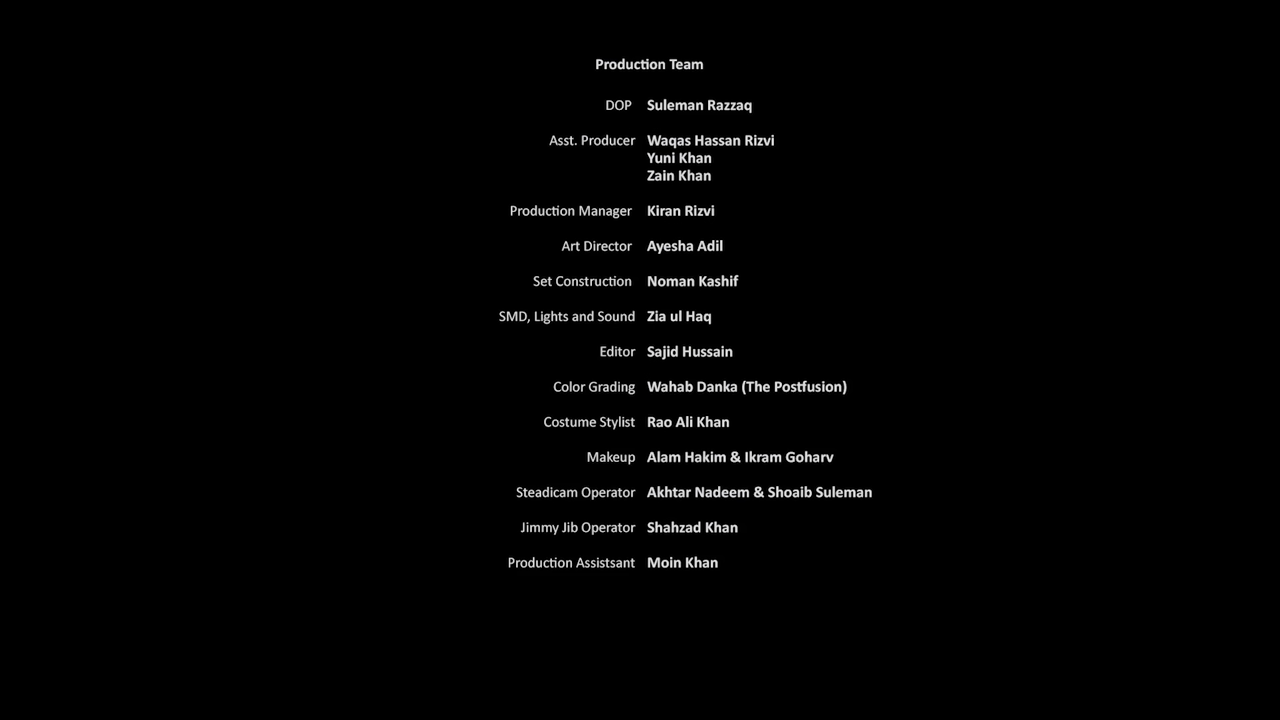 Production Team
DOP Suleman Razzaq
Asst. Producer Waqas Hassan Rizvi
Yuni Khan
Zain Khan
Production Manager Kiran Rizvi
Art Director Ayesha Adil
Set Construction Noman Kashif
SMD, Lights and Sound Zia ul Haq
Editor Sajid Hussain
Color Grading Wahab Danka (The Postfusion)
Costume Stylist Rao Ali Khan
Makeup Alam Hakim & Ikram Goharv
Steadicam Operator Akhtar Nadeem & Shoaib Suleman
Jimmy Jib Operator Shahzad Khan
Production Assistsant Moin Khan